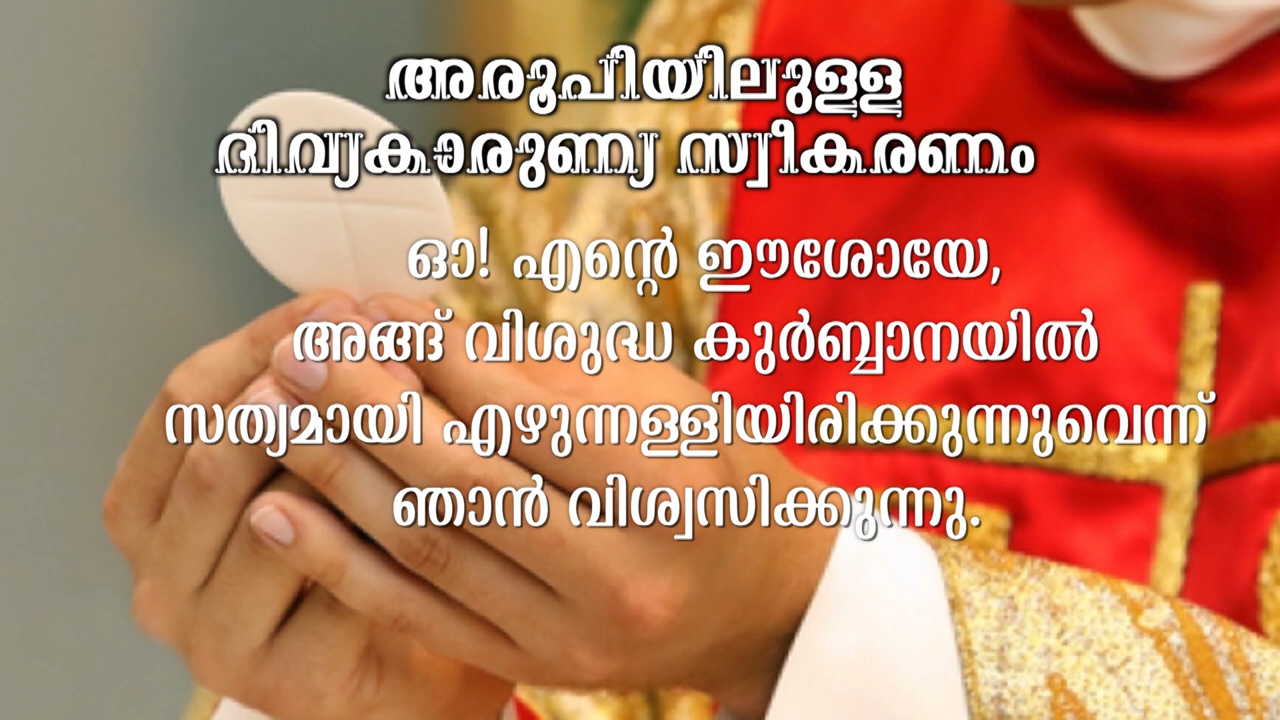 അരൂപിയിലുള്ള
ദിവ്യകാരുണ്യ സ്വീകരണം
ഓ! എന്റെ ഈശോയേ,
അങ്ങ് വിശുദ്ധ കുർബ്ബാനയിൽ
സത്യമായി എഴുന്നള്ളിയിരിക്കുന്നുവെന്ന്
ഞാൻ വിശ്വസിക്കുന്നു.